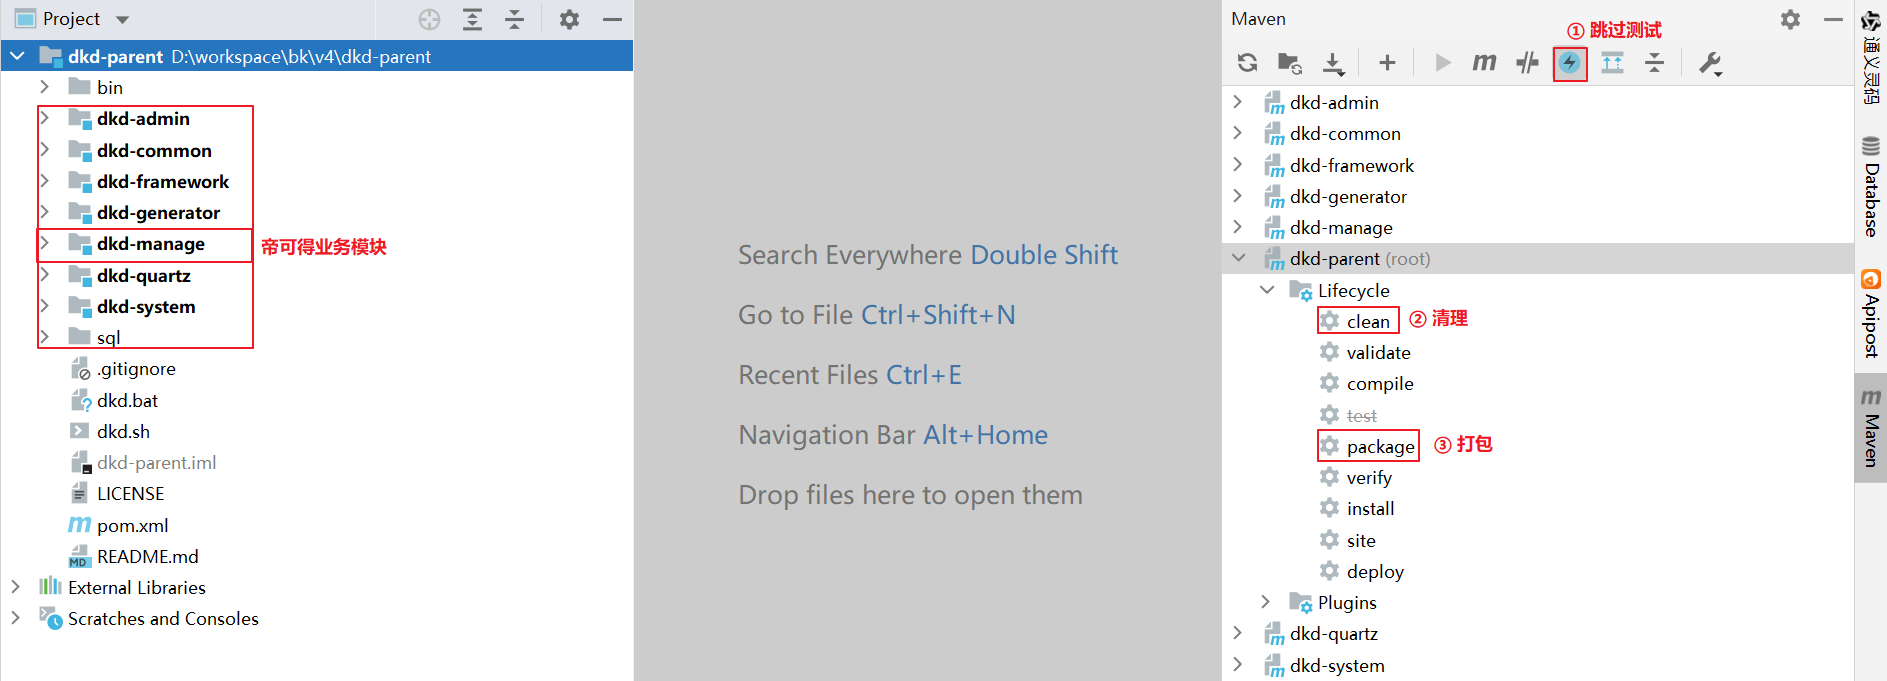 Project
dkd-parent D:\workspace\bk\v4\dkd-parent
bin
dkd-admin
dkd-common
dkd-framework
dkd-generator
dkd-manage
帝可得业务模块
dkd-quartz
dkd-system
sql
.gitignore
dkd.bat
dkd.sh
dkd-parent.iml
LICENSE
pom.xml
README.md
External Libraries
Scratches and Consoles
Search Everywhere Double Shift
Go to File Ctrl+Shift+N
Recent Files Ctrl+E
Navigation Bar Alt+Home
Drop files here to open them
Maven
① 跳过测试
dkd-admin
dkd-common
dkd-framework
dkd-generator
dkd-manage
dkd-parent (root)
Lifecycle
clean
② 清理
validate
compile
test
package
③ 打包
verify
install
site
deploy
Plugins
dkd-quartz
dkd-system
通义灵码
Database
Apipost
Maven